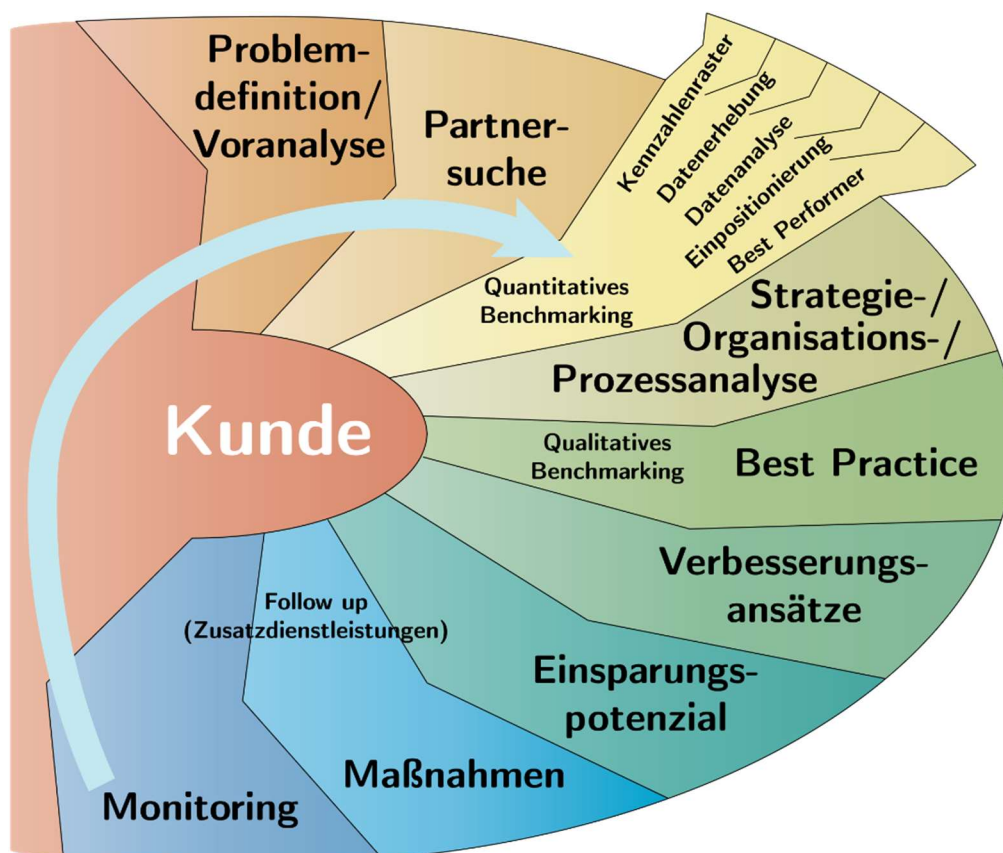 Problem-
definition/
Voranalyse
Partner-
suche
Kennzahlenraster
Datenerhebung
Datenanalyse
Einpositionierung
Best Performer
Quantitatives
Benchmarking
Strategie-/
Organisations-/
Prozessanalyse
Kunde
Qualitatives
Benchmarking
Best Practice
Verbesserungs-
ansätze
Einsparungs-
potenzial
Follow up
(Zusatzdienstleistungen)
Maßnahmen
Monitoring